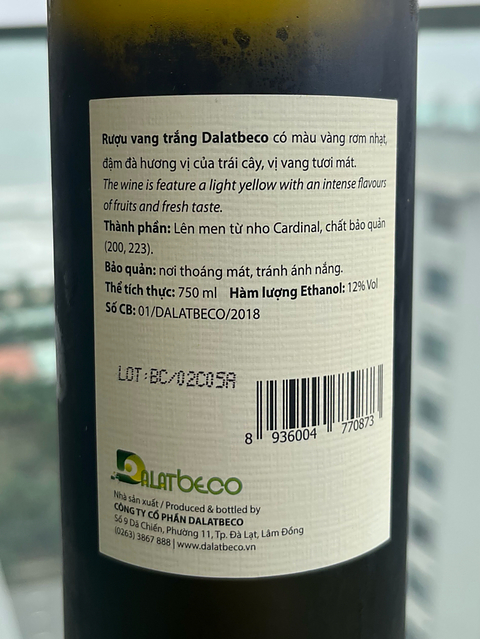 Rượu vang trắng Dalatbeco có màu vàng rơm nhạt,
đậm đà hương vị của trái cây, vị vang tươi mát.
The wine is feature a light yellow with an intense flavours
of fruits and fresh taste.
Thành phần: Lên men từ nho Cardinal, chất bảo quản
(200, 223).
Bảo quản: nơi thoáng mát, tránh ánh nắng.
Thể tích thực: 750 ml Hàm lượng Ethanol: 12% Vol
Số CB: 01/DALATBECO/2018
LOT:BC/02C05A
8 936004 770873
DALATbeco
Nhà sản xuất / Produced & bottled by
CÔNG TY CỔ PHẦN DALATBECO
Số 9 Dã Chiến, Phường 11, Tp. Đà Lạt, Lâm Đồng
(0263) 3867 888 | www.dalatbeco.vn